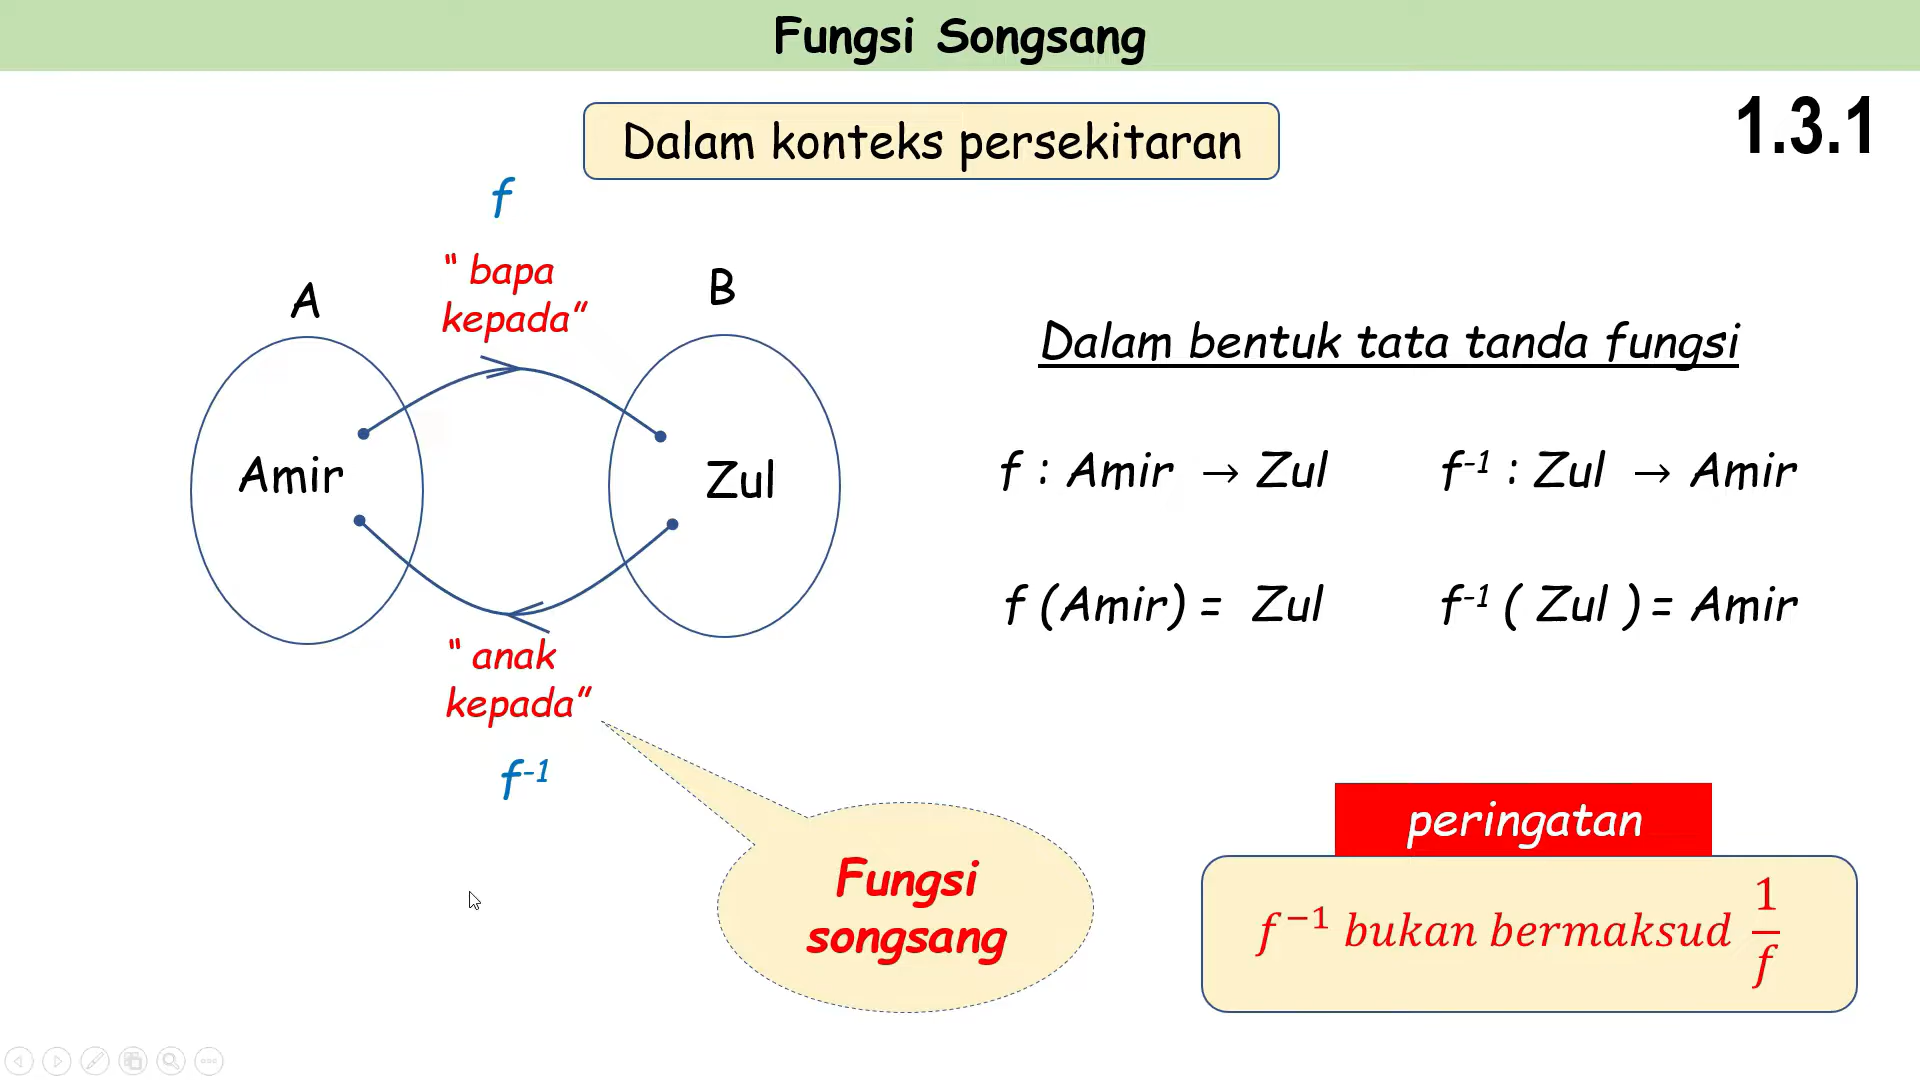 Fungsi Songsang
Dalam konteks persekitaran
1.3.1
f
“ bapa
kepada”
A
B
Amir
Zul
“ anak
kepada”
f⁻¹
Fungsi
songsang
Dalam bentuk tata tanda fungsi
f : Amir → Zul
f⁻¹ : Zul → Amir
f (Amir) = Zul
f⁻¹ ( Zul ) = Amir
peringatan
f⁻¹ bukan bermaksud 1/f